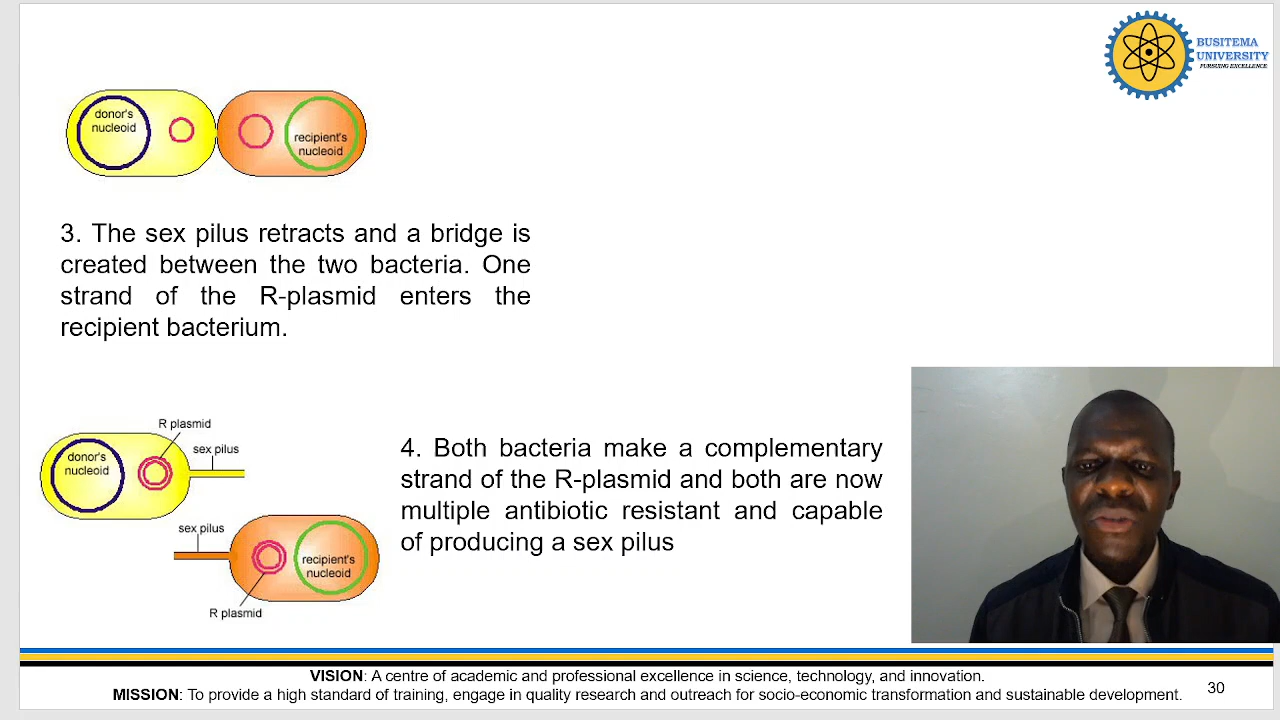 BUSITEMA
UNIVERSITY
PURSUING EXCELLENCE
donor's
nucleoid
recipient's
nucleoid
3. The sex pilus retracts and a bridge is
created between the two bacteria. One
strand of the R-plasmid enters the
recipient bacterium.
R plasmid
sex pilus
donor's
nucleoid
sex pilus
recipient's
nucleoid
R plasmid
4. Both bacteria make a complementary
strand of the R-plasmid and both are now
multiple antibiotic resistant and capable
of producing a sex pilus
VISION: A centre of academic and professional excellence in science, technology, and innovation.
MISSION: To provide a high standard of training, engage in quality research and outreach for socio-economic transformation and sustainable development.
30